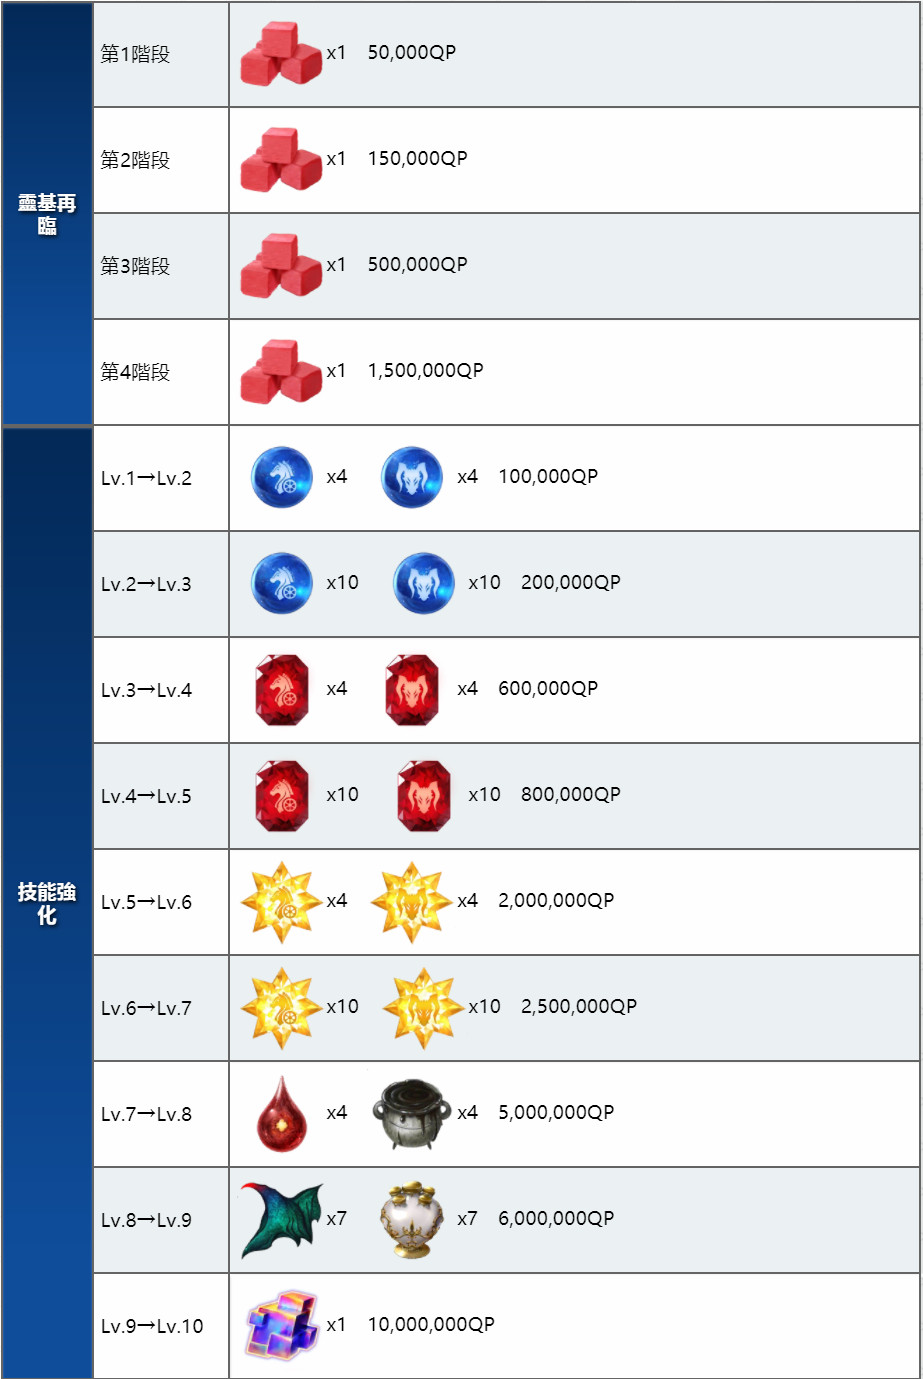 靈基再
臨
第1階段 x1 50,000QP
第2階段 x1 150,000QP
第3階段 x1 500,000QP
第4階段 x1 1,500,000QP
技能強
化
Lv.1→Lv.2 x4 x4 100,000QP
Lv.2→Lv.3 x10 x10 200,000QP
Lv.3→Lv.4 x4 x4 600,000QP
Lv.4→Lv.5 x10 x10 800,000QP
Lv.5→Lv.6 x4 x4 2,000,000QP
Lv.6→Lv.7 x10 x10 2,500,000QP
Lv.7→Lv.8 x4 x4 5,000,000QP
Lv.8→Lv.9 x7 x7 6,000,000QP
Lv.9→Lv.10 x1 10,000,000QP